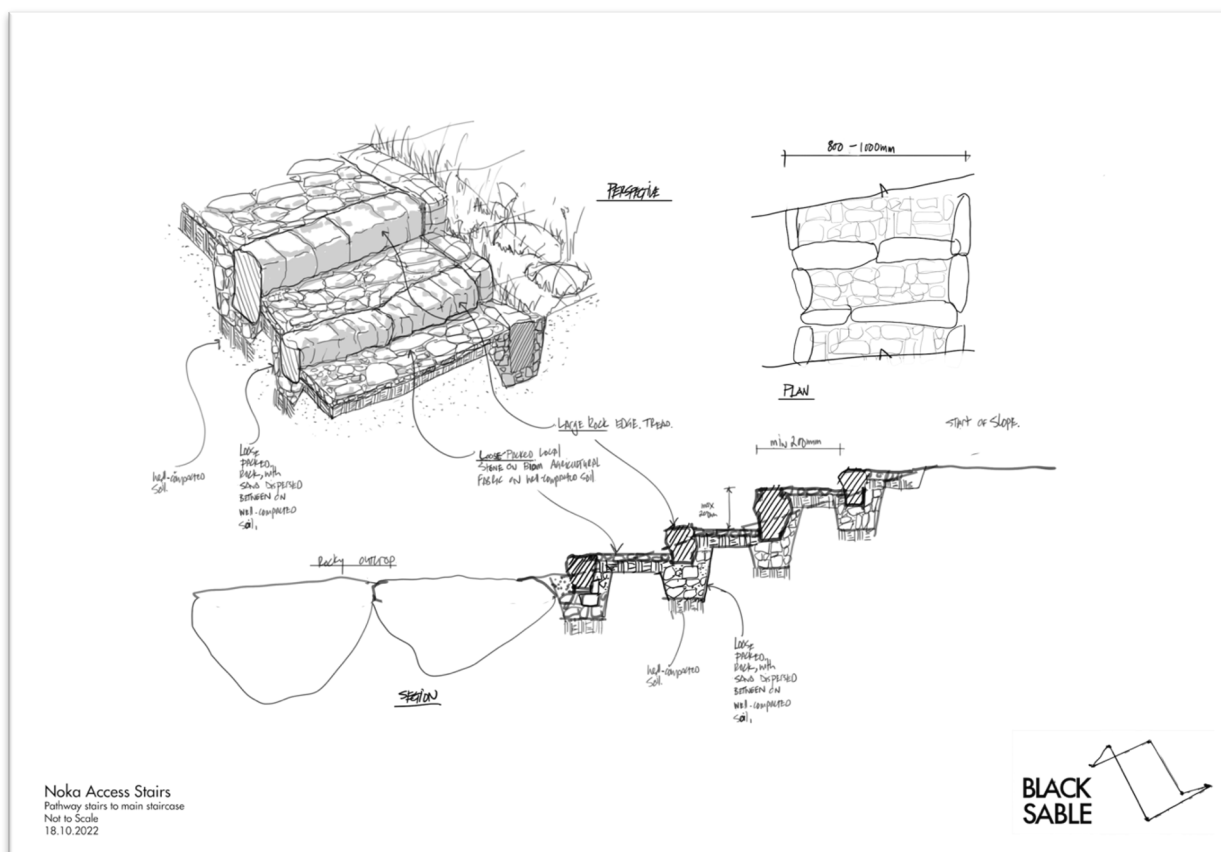 PERSPECTIVE
800 - 1000mm
PLAN
START OF SLOPE.
LARGE ROCK EDGE. TREAD.
min 200mm
LOOSE PACKED LOCAL
STONE ON AGRICULTURAL
FABRIC ON WELL-COMPACTED SOIL
well-compacted
Soil.
LOOSE
PACKED
ROCK, WITH
SAND DISPERSED
BETWEEN ON
WELL-COMPACTED
SOIL,
max
Rocky OUTCROP
SECTION
well-compacted
Soil.
LOOSE
PACKED
ROCK, WITH
SAND DISPERSED
BETWEEN ON
WELL-COMPACTED
SOIL,
Noka Access Stairs
Pathway stairs to main staircase
Not to Scale
18.10.2022
BLACK
SABLE